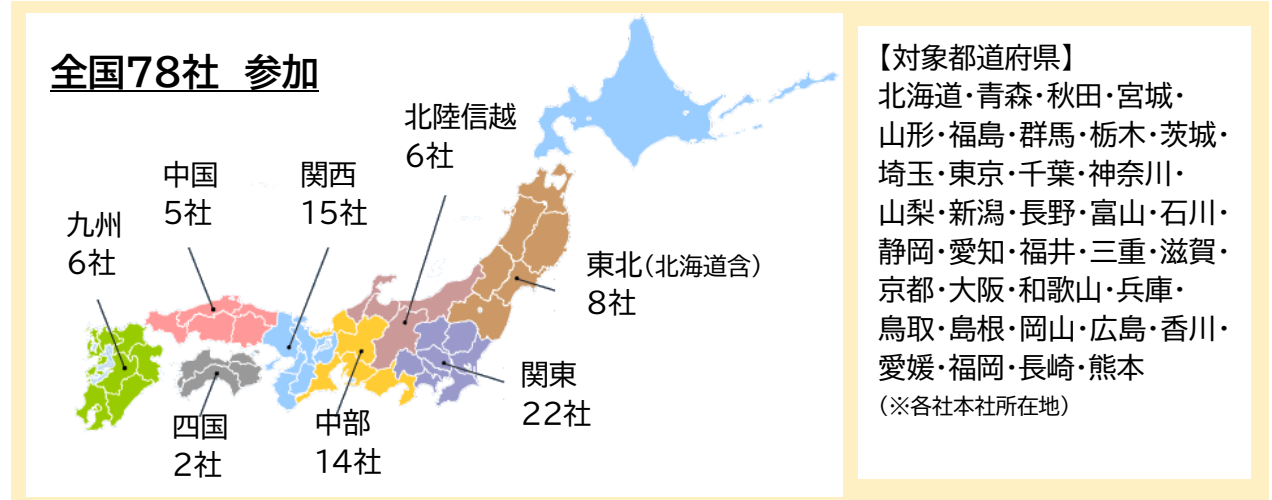 全国78社　参加
北陸信越
6社
中国
5社
関西
15社
九州
6社
東北(北海道含)
8社
関東
22社
四国
2社
中部
14社
【対象都道府県】
北海道・青森・秋田・宮城・
山形・福島・群馬・栃木・茨城・
埼玉・東京・千葉・神奈川・
山梨・新潟・長野・富山・石川・
静岡・愛知・福井・三重・滋賀・
京都・大阪・和歌山・兵庫・
鳥取・島根・岡山・広島・香川・
愛媛・福岡・長崎・熊本
(※各社本社所在地)